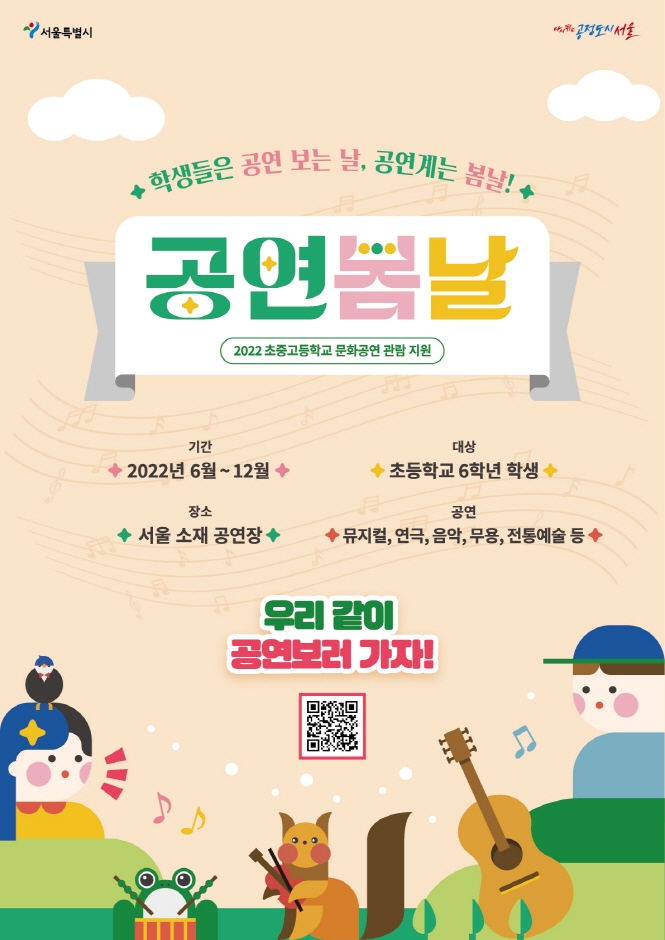 서울특별시
다시뛰는 공정도시 서울
학생들은 공연 보는 날, 공연계는 봄날!
공연봄날
2022 초중고등학교 문화공연 관람 지원
기간
2022년 6월 ~ 12월
대상
초등학교 6학년 학생
장소
서울 소재 공연장
공연
뮤지컬, 연극, 음악, 무용, 전통예술 등
우리 같이
공연보러 가자!